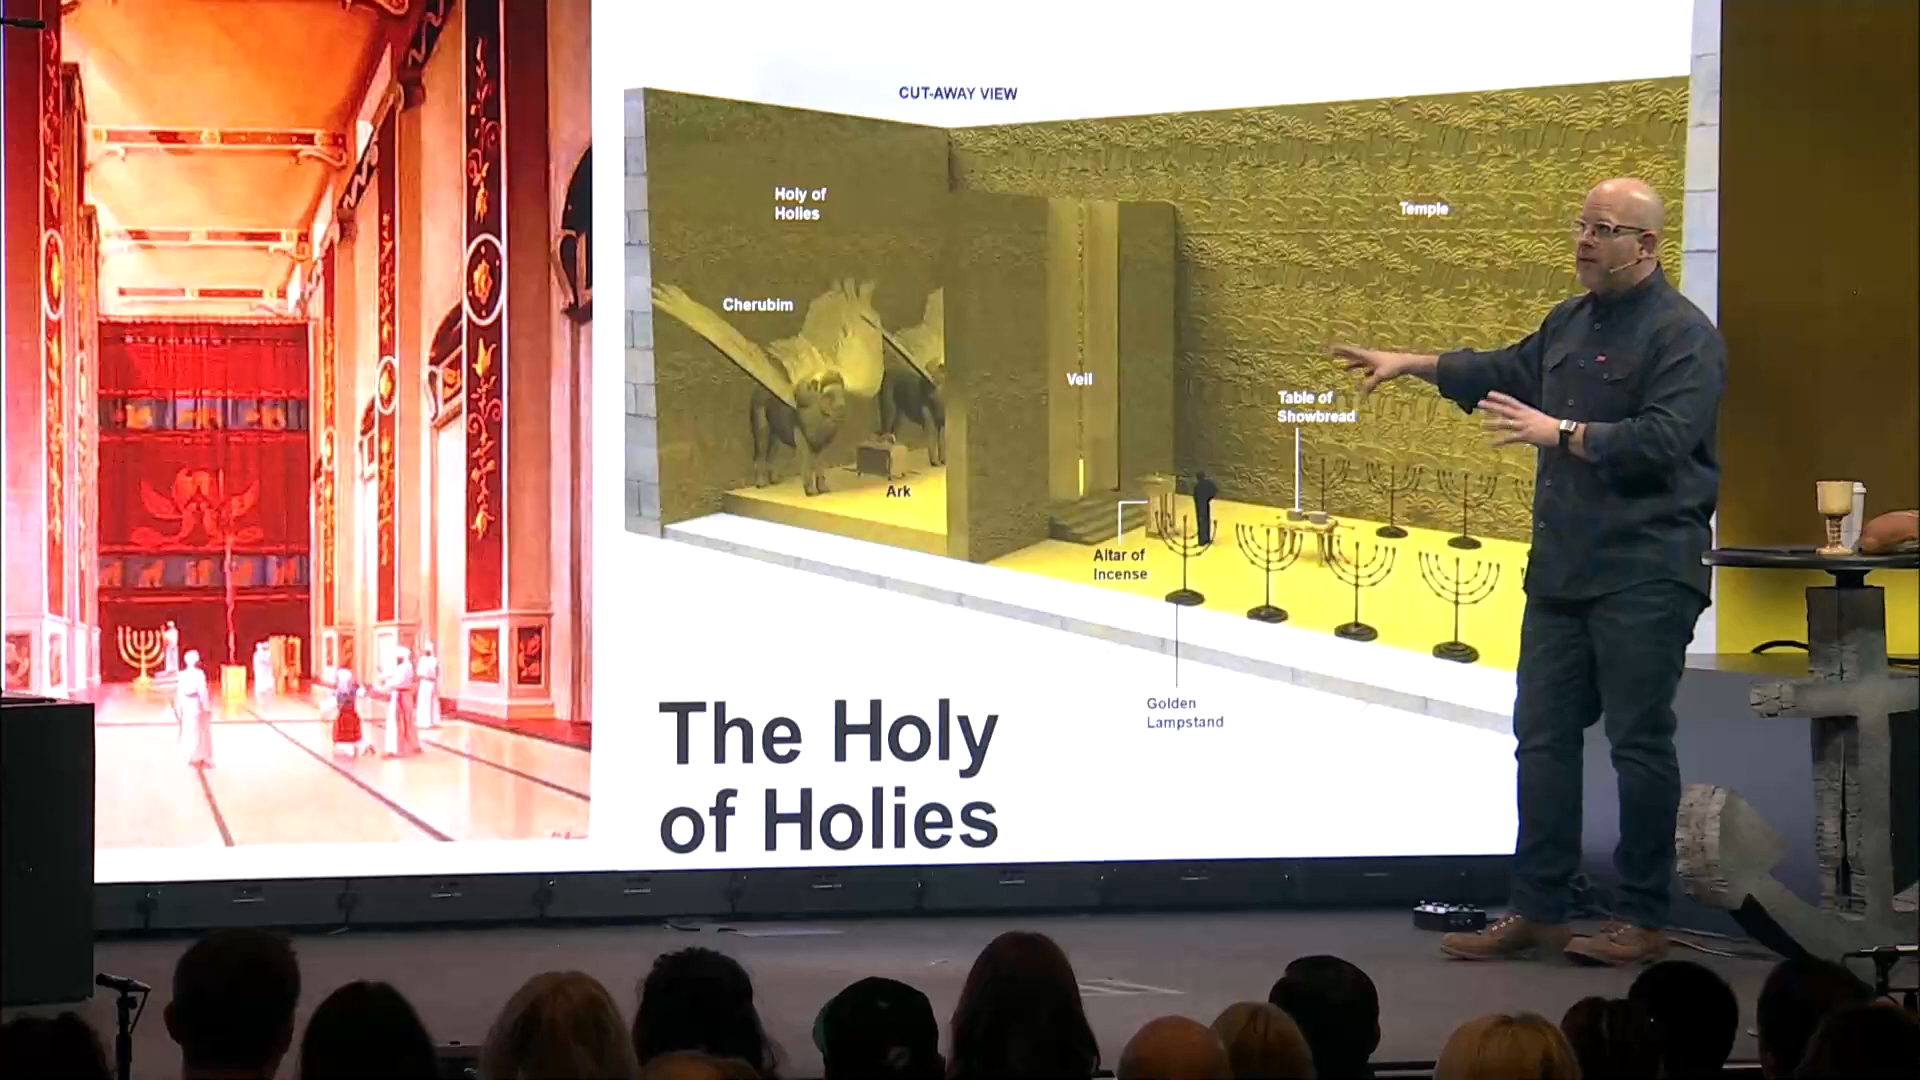 CUT-AWAY VIEW
Holy of
Holies
Temple
Cherubim
Veil
Table of
Showbread
Ark
Altar of
Incense
Golden
Lampstand
The Holy
of Holies